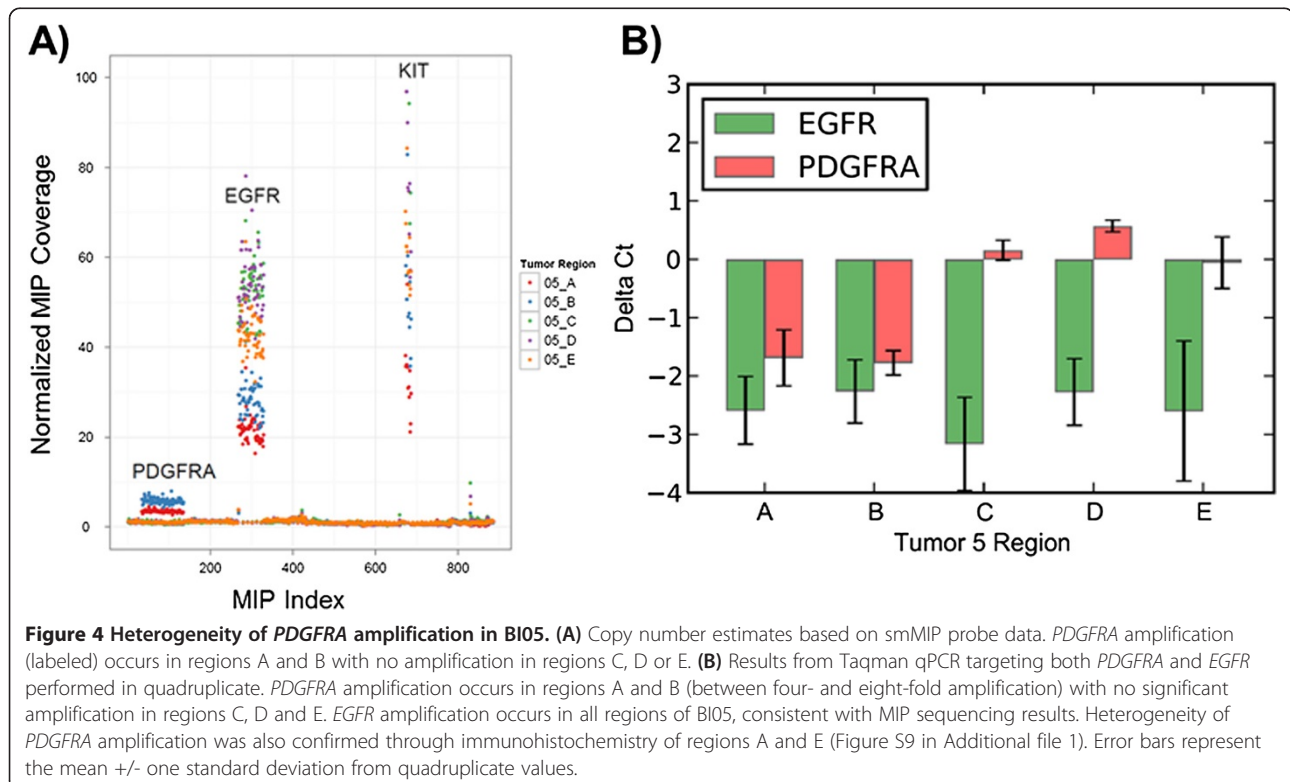 A)
100
80
60
40
20
0
Normalized MIP Coverage
KIT
EGFR
PDGFRA
200
400
600
800
MIP Index
Tumor Region
05_A
05_B
05_C
05_D
05_E
B)
3
2
1
0
−1
−2
−3
−4
Delta Ct
EGFR
PDGFRA
A
B
C
D
E
Tumor 5 Region
Figure 4 Heterogeneity of PDGFRA amplification in BI05. (A) Copy number estimates based on smMIP probe data. PDGFRA amplification
(labeled) occurs in regions A and B with no amplification in regions C, D or E. (B) Results from Taqman qPCR targeting both PDGFRA and EGFR
performed in quadruplicate. PDGFRA amplification occurs in regions A and B (between four- and eight-fold amplification) with no significant
amplification in regions C, D and E. EGFR amplification occurs in all regions of BI05, consistent with MIP sequencing results. Heterogeneity of
PDGFRA amplification was also confirmed through immunohistochemistry of regions A and E (Figure S9 in Additional file 1). Error bars represent
the mean +/- one standard deviation from quadruplicate values.